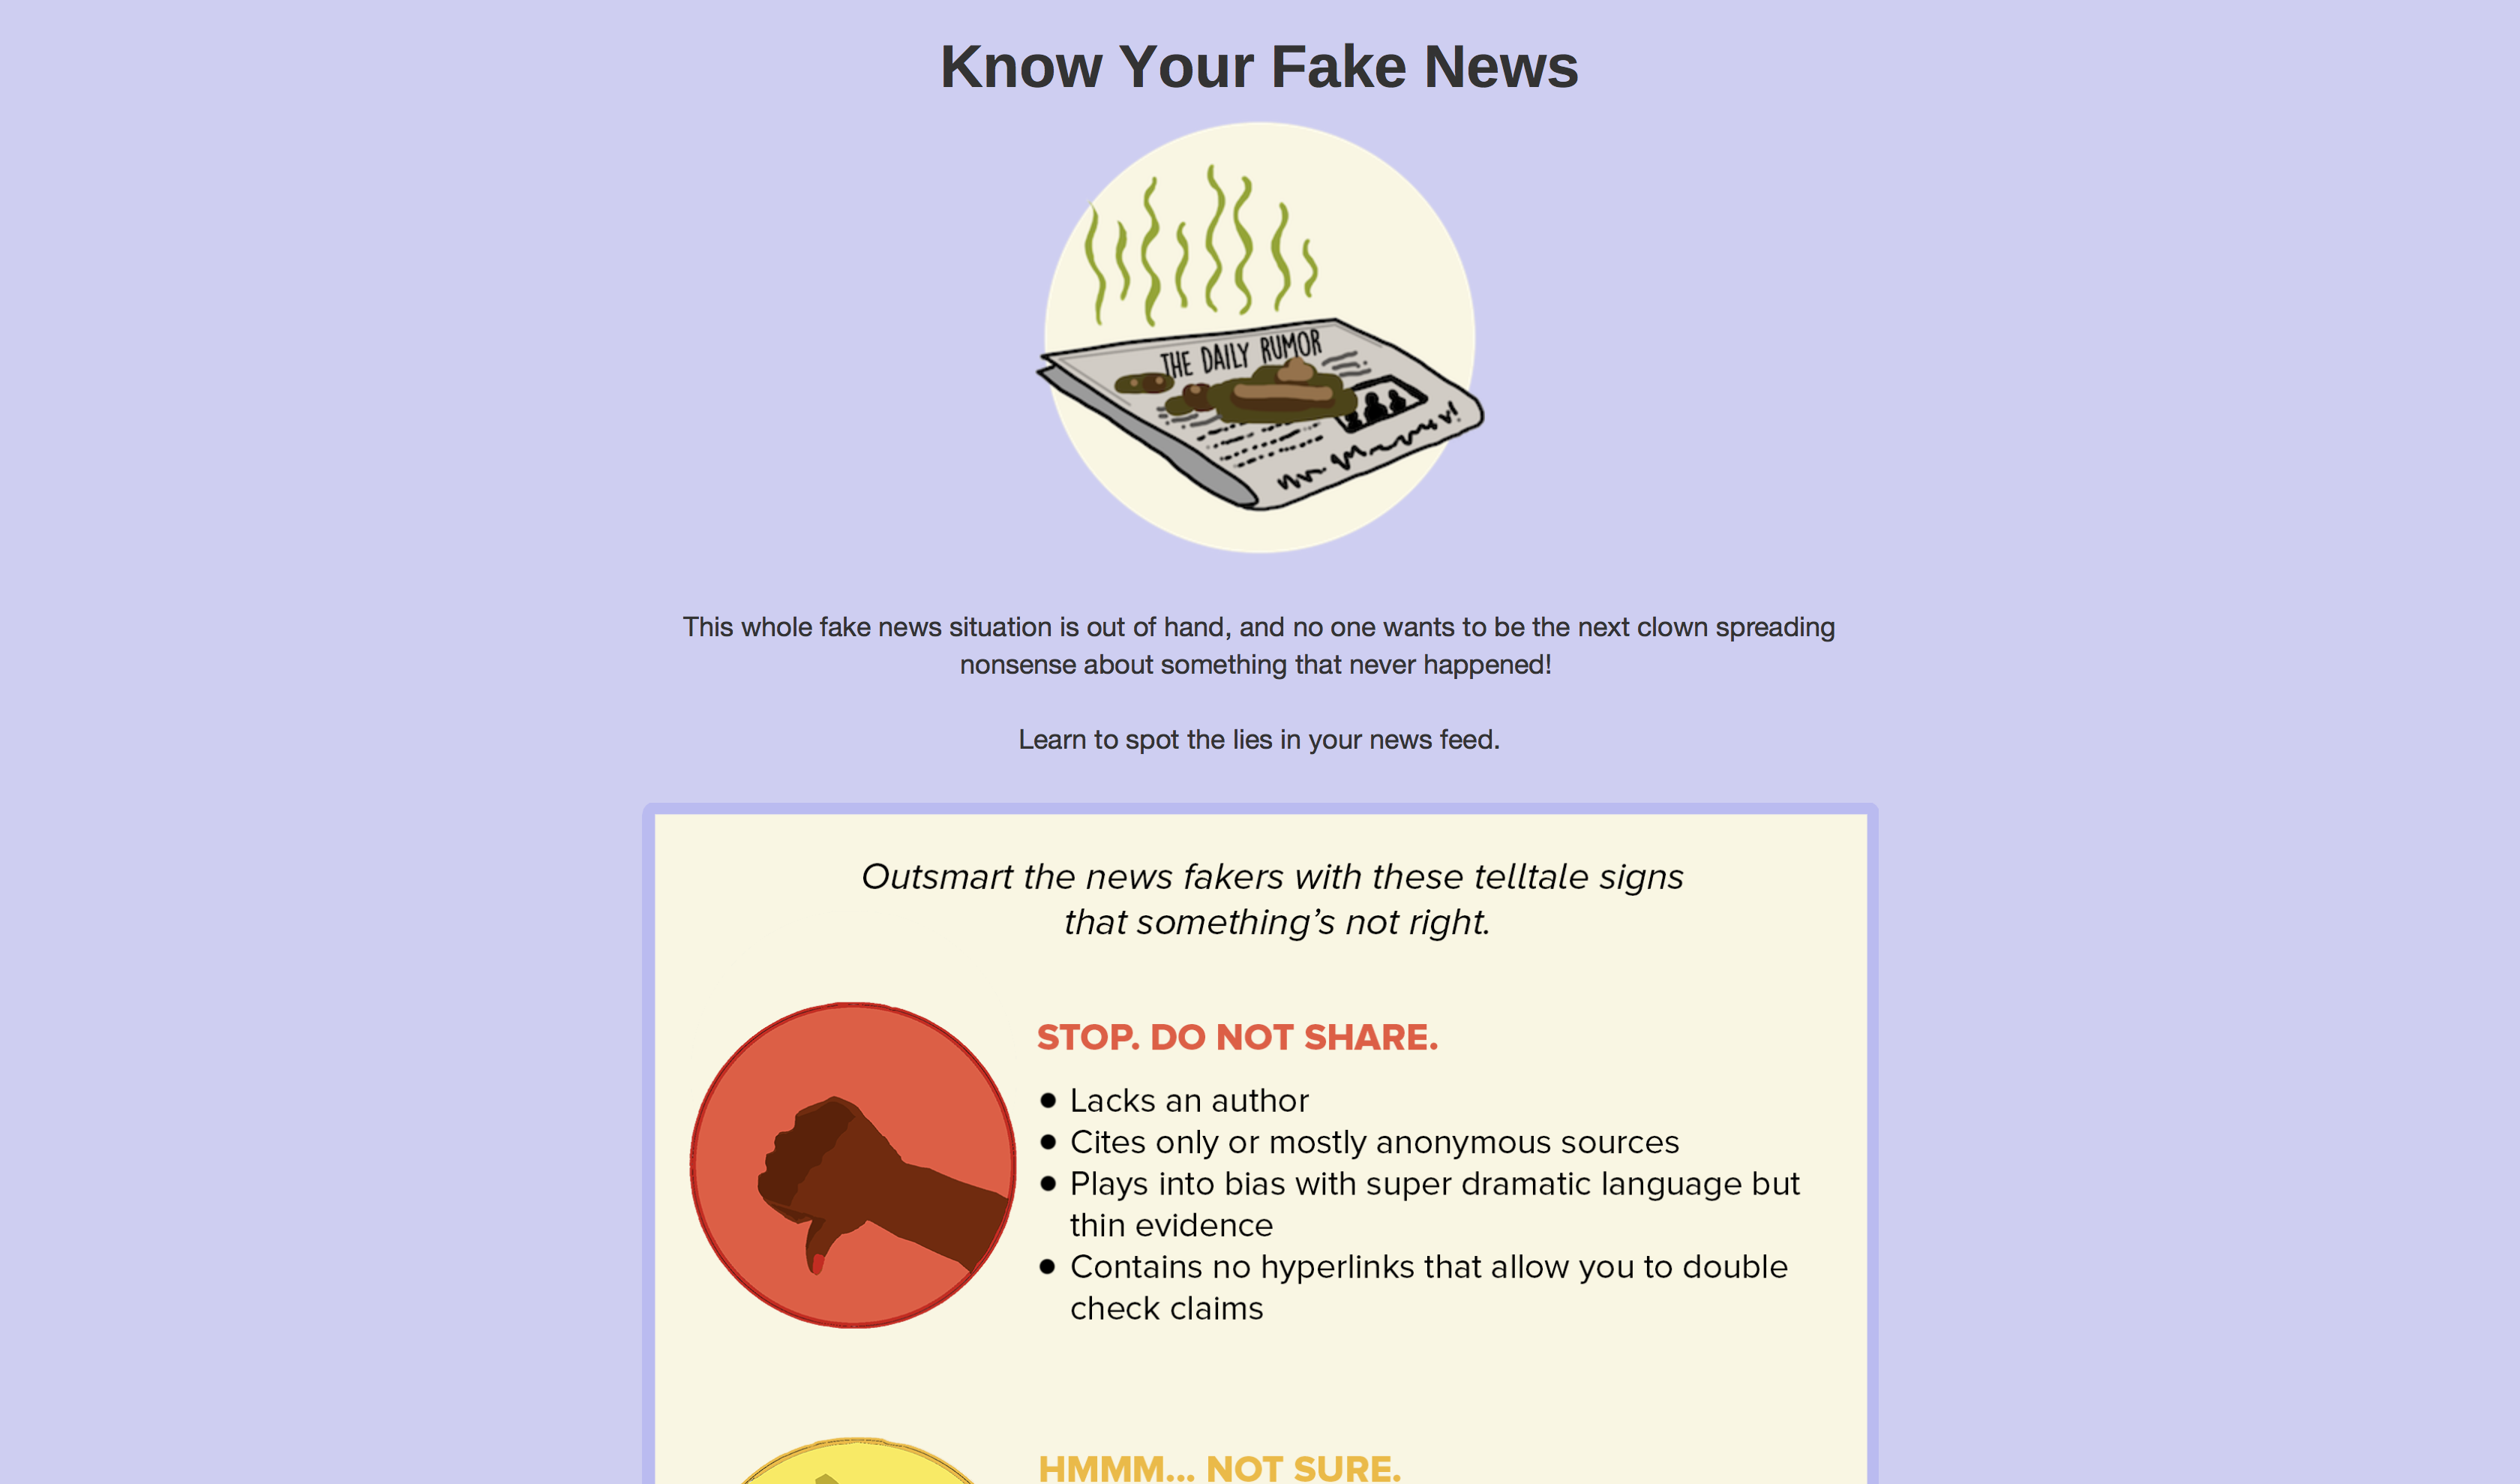 Know Your Fake News
THE DAILY RUMOR
This whole fake news situation is out of hand, and no one wants to be the next clown spreading
nonsense about something that never happened!
Learn to spot the lies in your news feed.
Outsmart the news fakers with these telltale signs
that something’s not right.
STOP. DO NOT SHARE.
● Lacks an author
● Cites only or mostly anonymous sources
● Plays into bias with super dramatic language but
thin evidence
● Contains no hyperlinks that allow you to double
check claims
HMMM... NOT SURE.